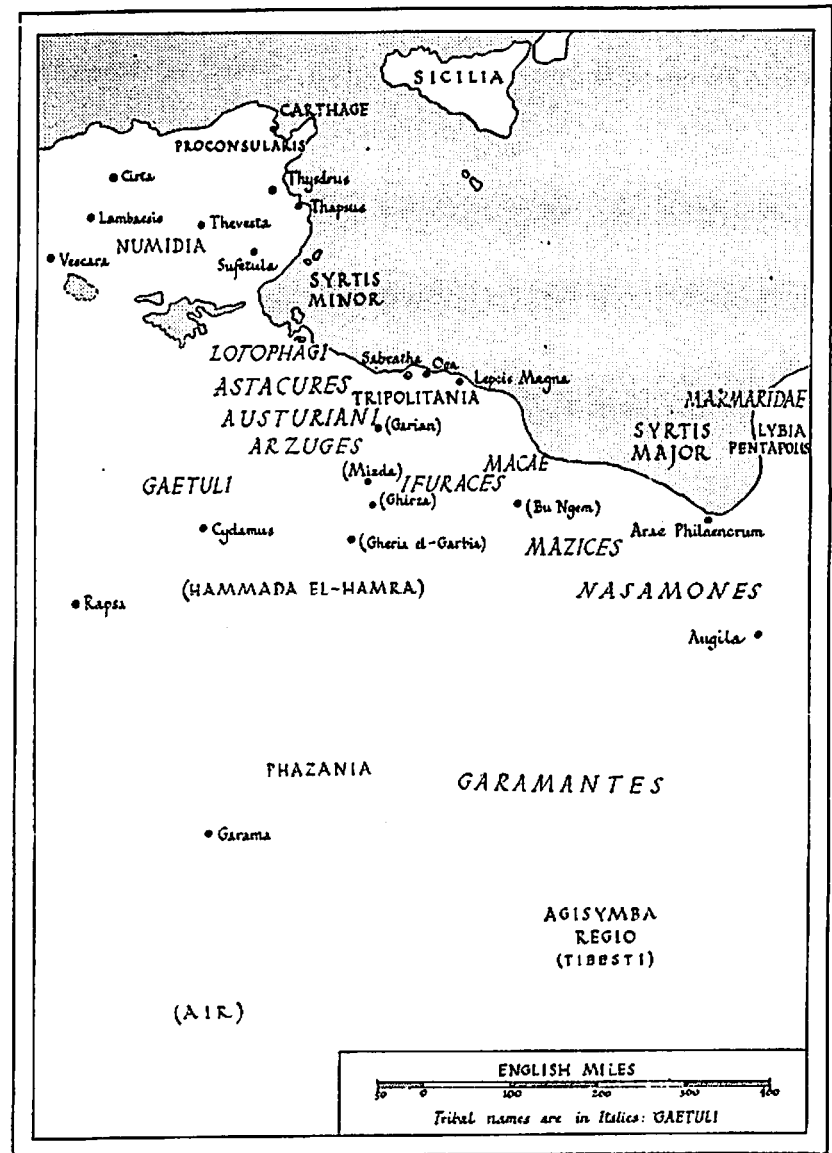 SICILIA
CARTHAGE
PROCONSULARIS
Cirta
Thysdrus
Lambaesis
Thevesta
Thapsus
NUMIDIA
Vescara
Sufetula
SYRTIS
MINOR
LOTOPHAGI
Sabratha
Oea
Lepcis Magna
ASTACURES
TRIPOLITANIA
MARMARIDAE
AUSTURIANI
(Garian)
SYRTIS
MAJOR
LYBIA
PENTAPOLIS
ARZUGES
MACAE
(Mizda)
IFURACES
GAETULI
(Ghirza)
(Bu Ngem)
Cydamus
(Gheria el-Garbia)
Arae Philaenorum
MAZICES
(HAMMADA EL-HAMRA)
NASAMONES
Rapsa
Augila
PHAZANIA
GARAMANTES
Garama
AGISYMBA
REGIO
(TIBESTI)
(AIR)
ENGLISH MILES
50 0 100 200 300 400
Tribal names are in Italics: GAETULI